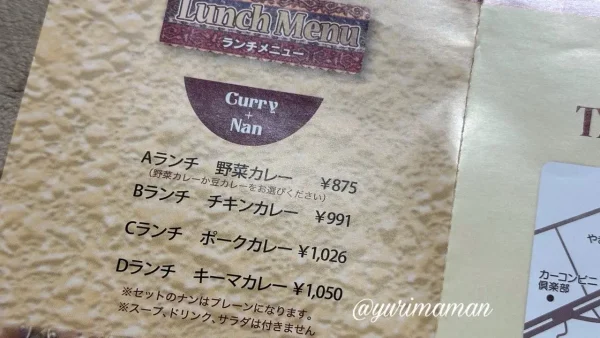 Lunch Menu
ランチメニュー
Curry
+
Nan
Aランチ 野菜カレー ¥875
(野菜カレーか豆カレーをお選びください)
Bランチ チキンカレー ¥991
Cランチ ポークカレー ¥1,026
Dランチ キーマカレー ¥1,050
※セットのナンはプレーンになります。
※スープ、ドリンク、サラダは付きません
@yurimaman
カーコンビニ
倶楽部